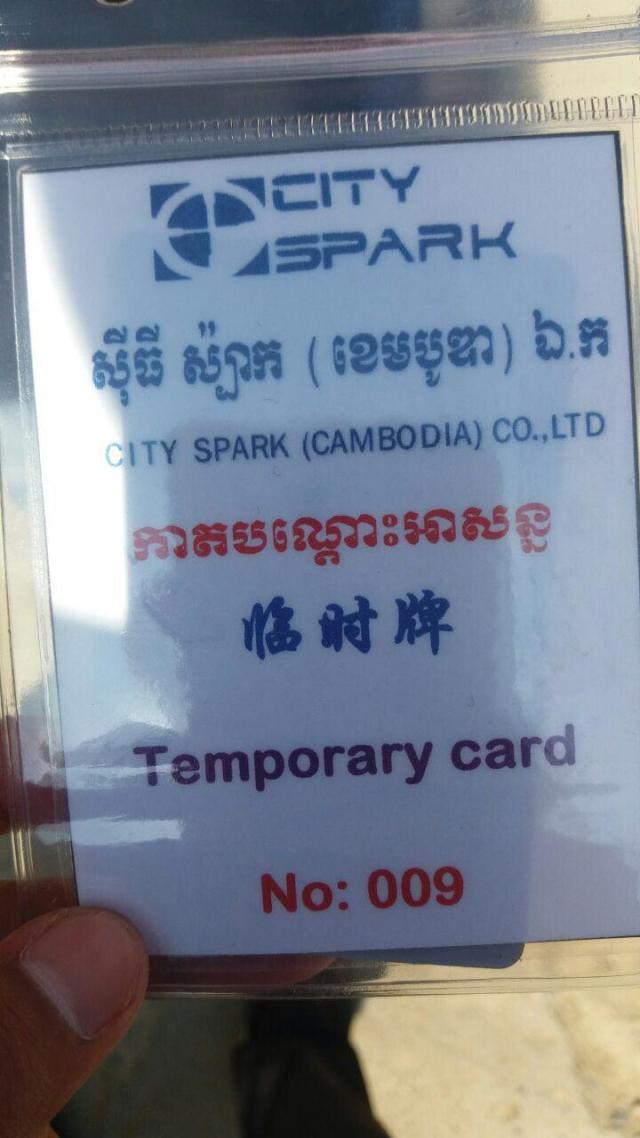 CITY
SPARK
ស៊ីធី ស្ប៉ាក (ខេមបូឌា) ឯ.ក
CITY SPARK (CAMBODIA) CO.,LTD
កាតបណ្តោះអាសន្ន
临时牌
Temporary card
No: 009